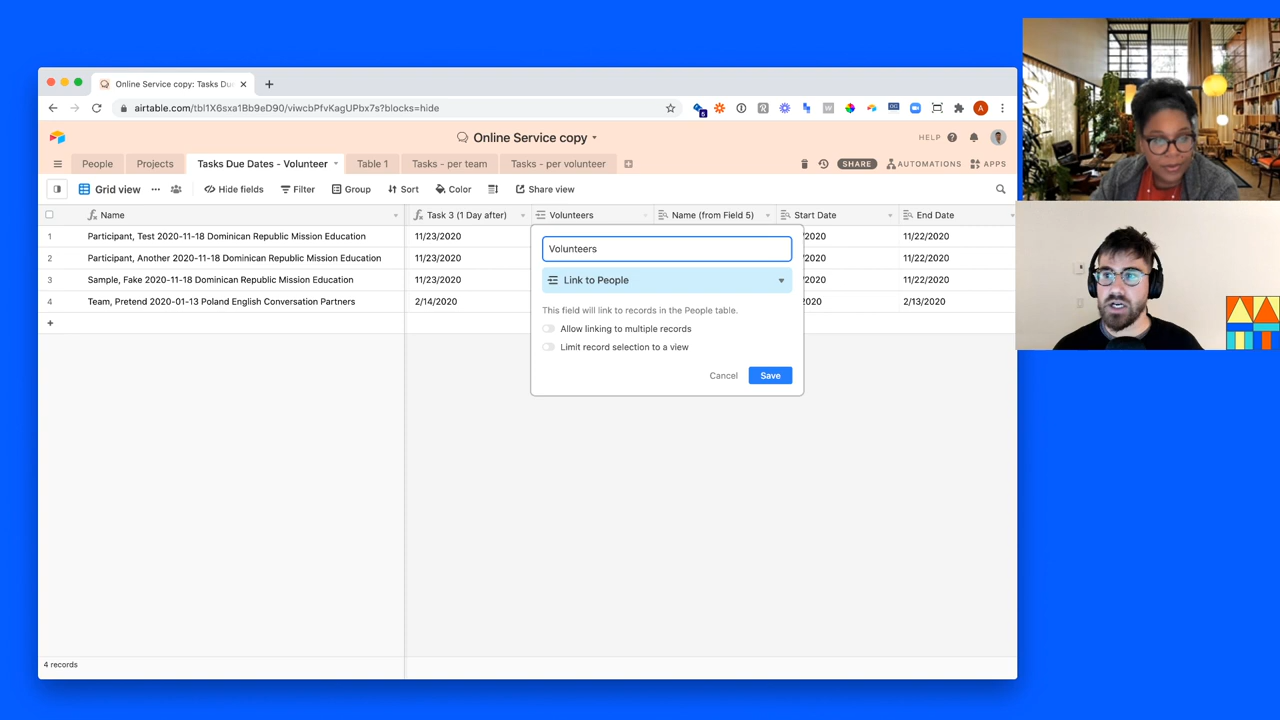 Online Service copy: Tasks Du
airtable.com/tbl1X6sxa1Bb9eD90/viwcbPfvKagUPbx7s?blocks=hide
5
A
Online Service copy
HELP
People
Projects
Tasks Due Dates - Volunteer
Table 1
Tasks - per team
Tasks - per volunteer
SHARE
AUTOMATIONS
APPS
Grid view
Hide fields
Filter
Group
Sort
Color
Share view
Name
Task 3 (1 Day after)
Volunteers
Name (from Field 5)
Start Date
End Date
1 Participant, Test 2020-11-18 Dominican Republic Mission Education 11/23/2020 /2020 11/22/2020
2 Participant, Another 2020-11-18 Dominican Republic Mission Education 11/23/2020 /2020 11/22/2020
3 Sample, Fake 2020-11-18 Dominican Republic Mission Education 11/23/2020 /2020 11/22/2020
4 Team, Pretend 2020-01-13 Poland English Conversation Partners 2/14/2020 /2020 2/13/2020
Volunteers
Link to People
This field will link to records in the People table.
Allow linking to multiple records
Limit record selection to a view
Cancel
Save
4 records